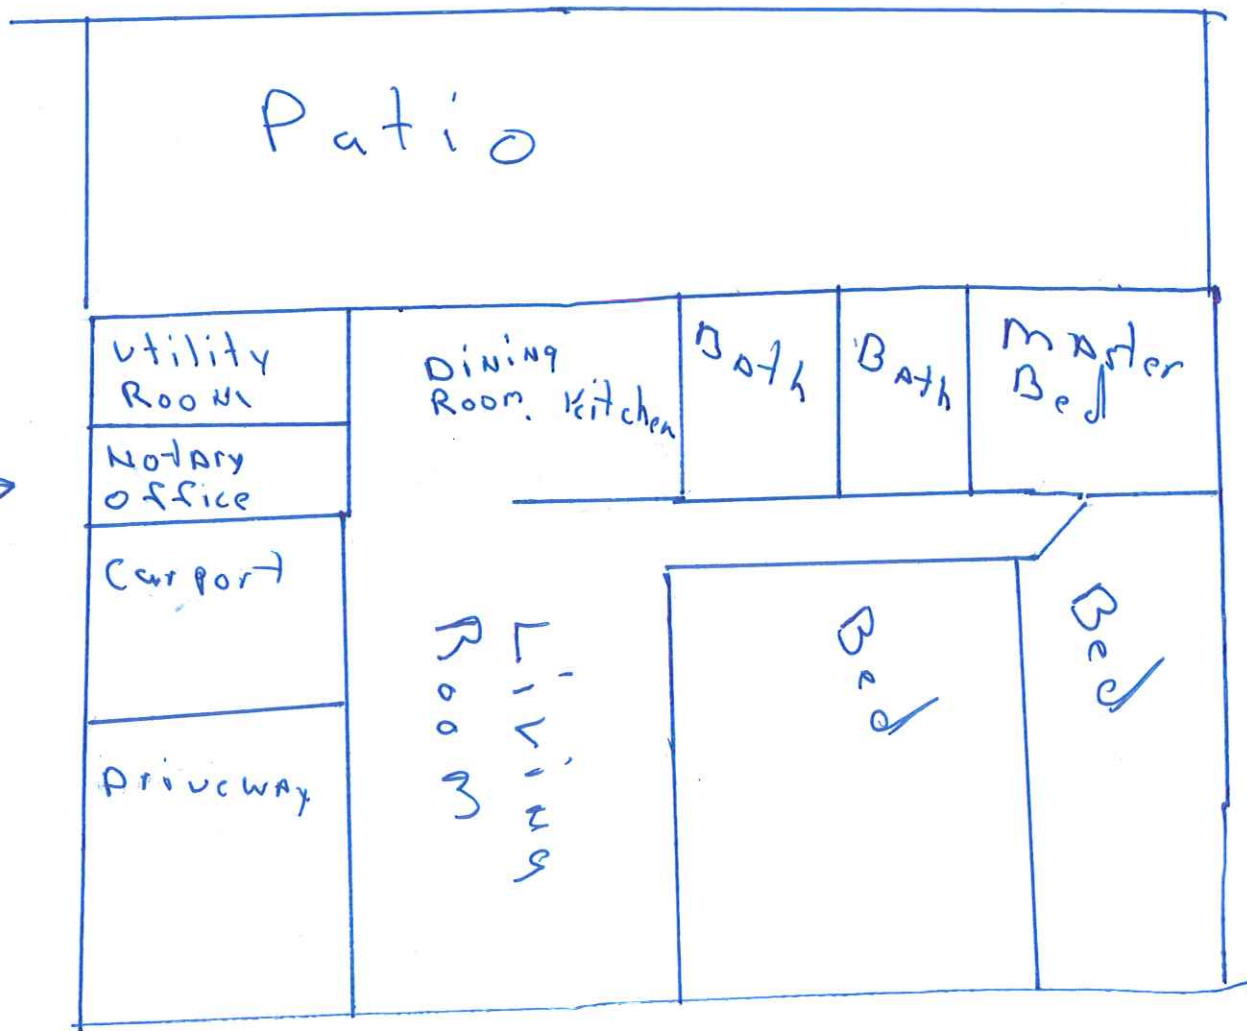 Patio
Utility
Room
Dining
Room. Kitchen
Bath
Bath
Master
Bed
Notary
office
Carport
Living
Room
Bed
Bed
Driveway